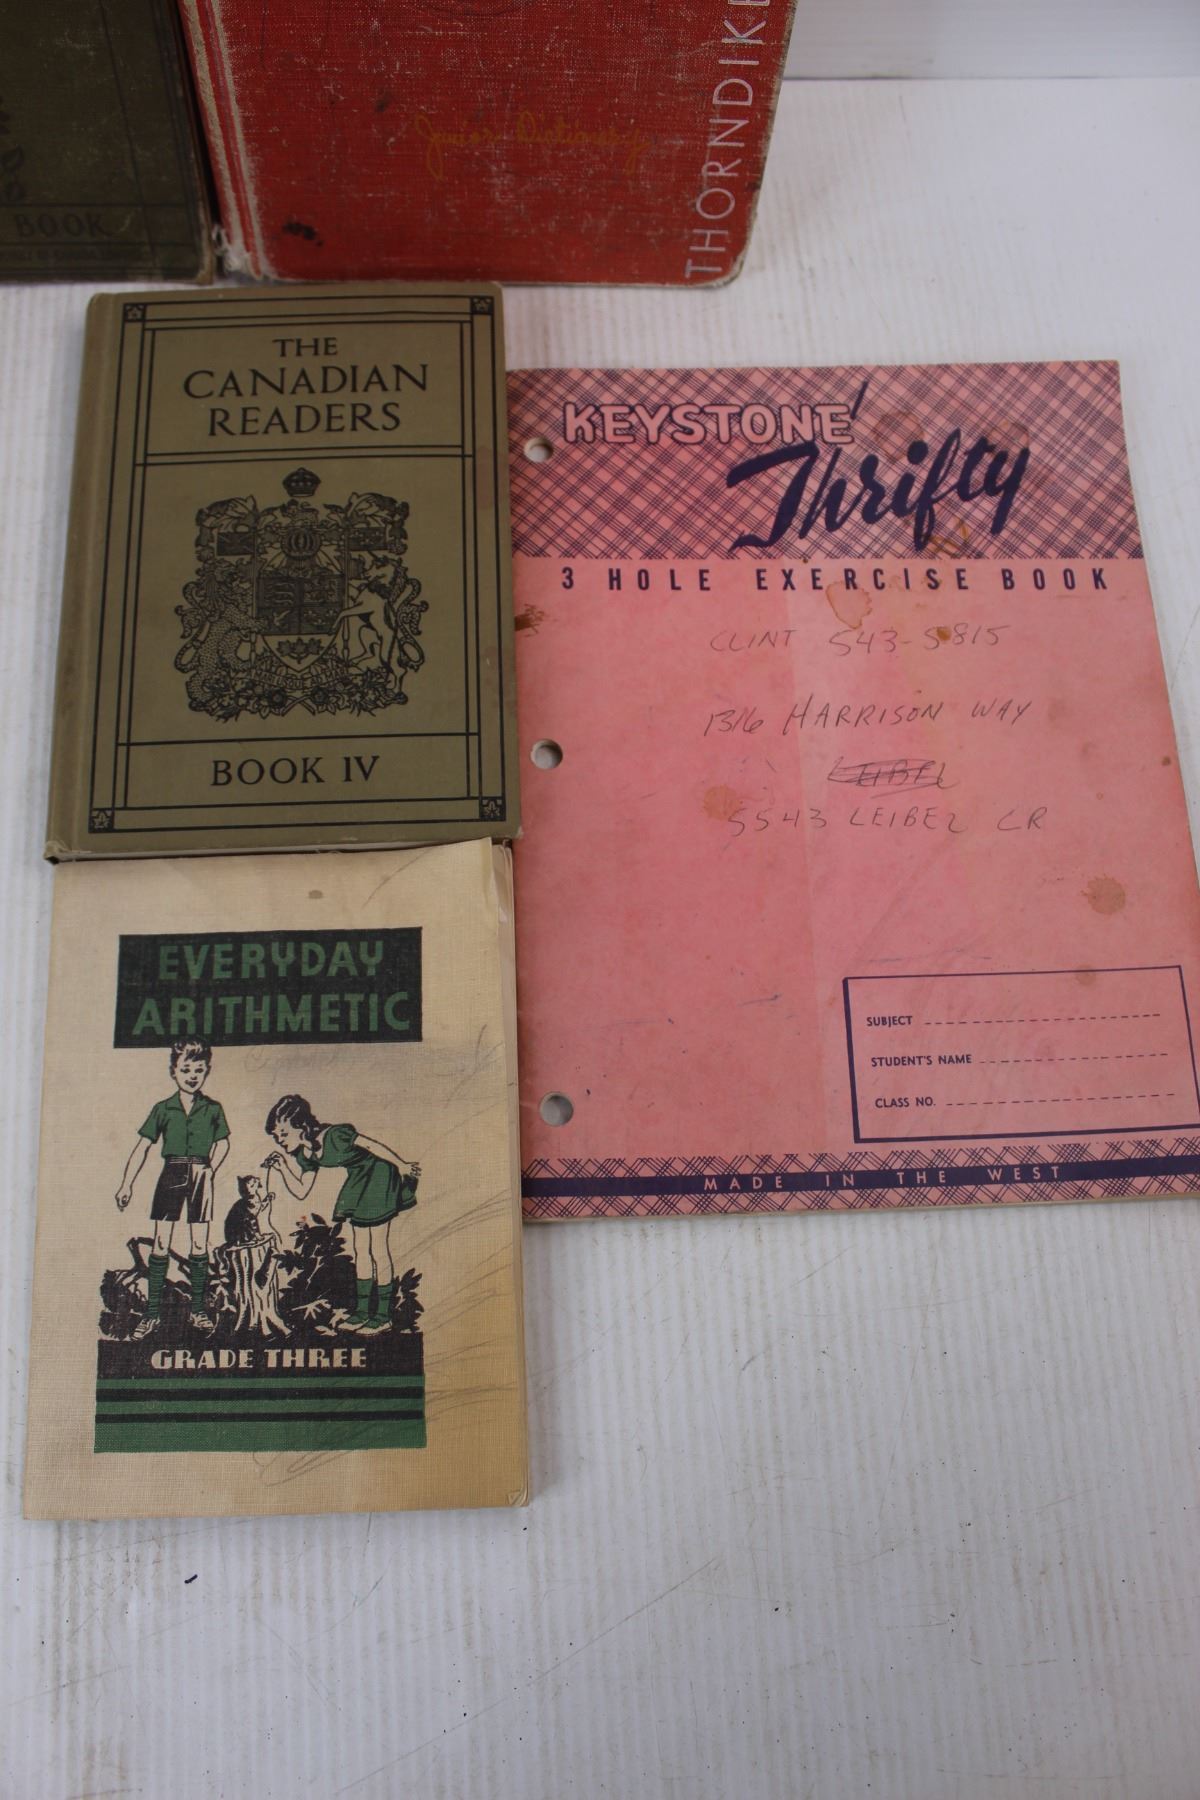 BOOK
Junior Dictionary
THORNDIKE
THE
CANADIAN
READERS
BOOK IV
KEYSTONE
Thrifty
3 HOLE EXERCISE BOOK
CLINT 543-5815
1316 HARRISON WAY
LEIBEL
5543 LEIBEL CR
SUBJECT
STUDENT'S NAME
CLASS NO.
MADE IN THE WEST
EVERYDAY
ARITHMETIC
GRADE THREE